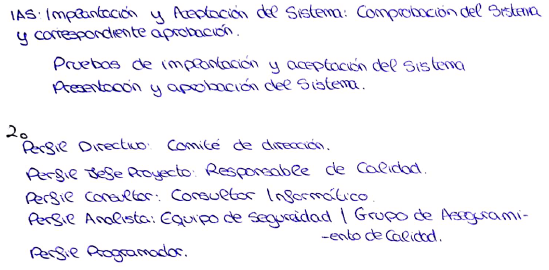 IAS: Implantación y Aceptación del Sistema: Comprobación del Sistema
y correspondiente aprobación.
Pruebas de implantación y aceptación del Sistema
Presentación y aprobación del Sistema.
2.
Perfil Directivo: Comité de dirección.
Perfil Jefe Proyecto: Responsable de Calidad.
Perfil Consultor: Consultor Informático.
Perfil Analista: Equipo de seguridad / Grupo de Asegurami-
-ento de Calidad.
Perfil Programador.